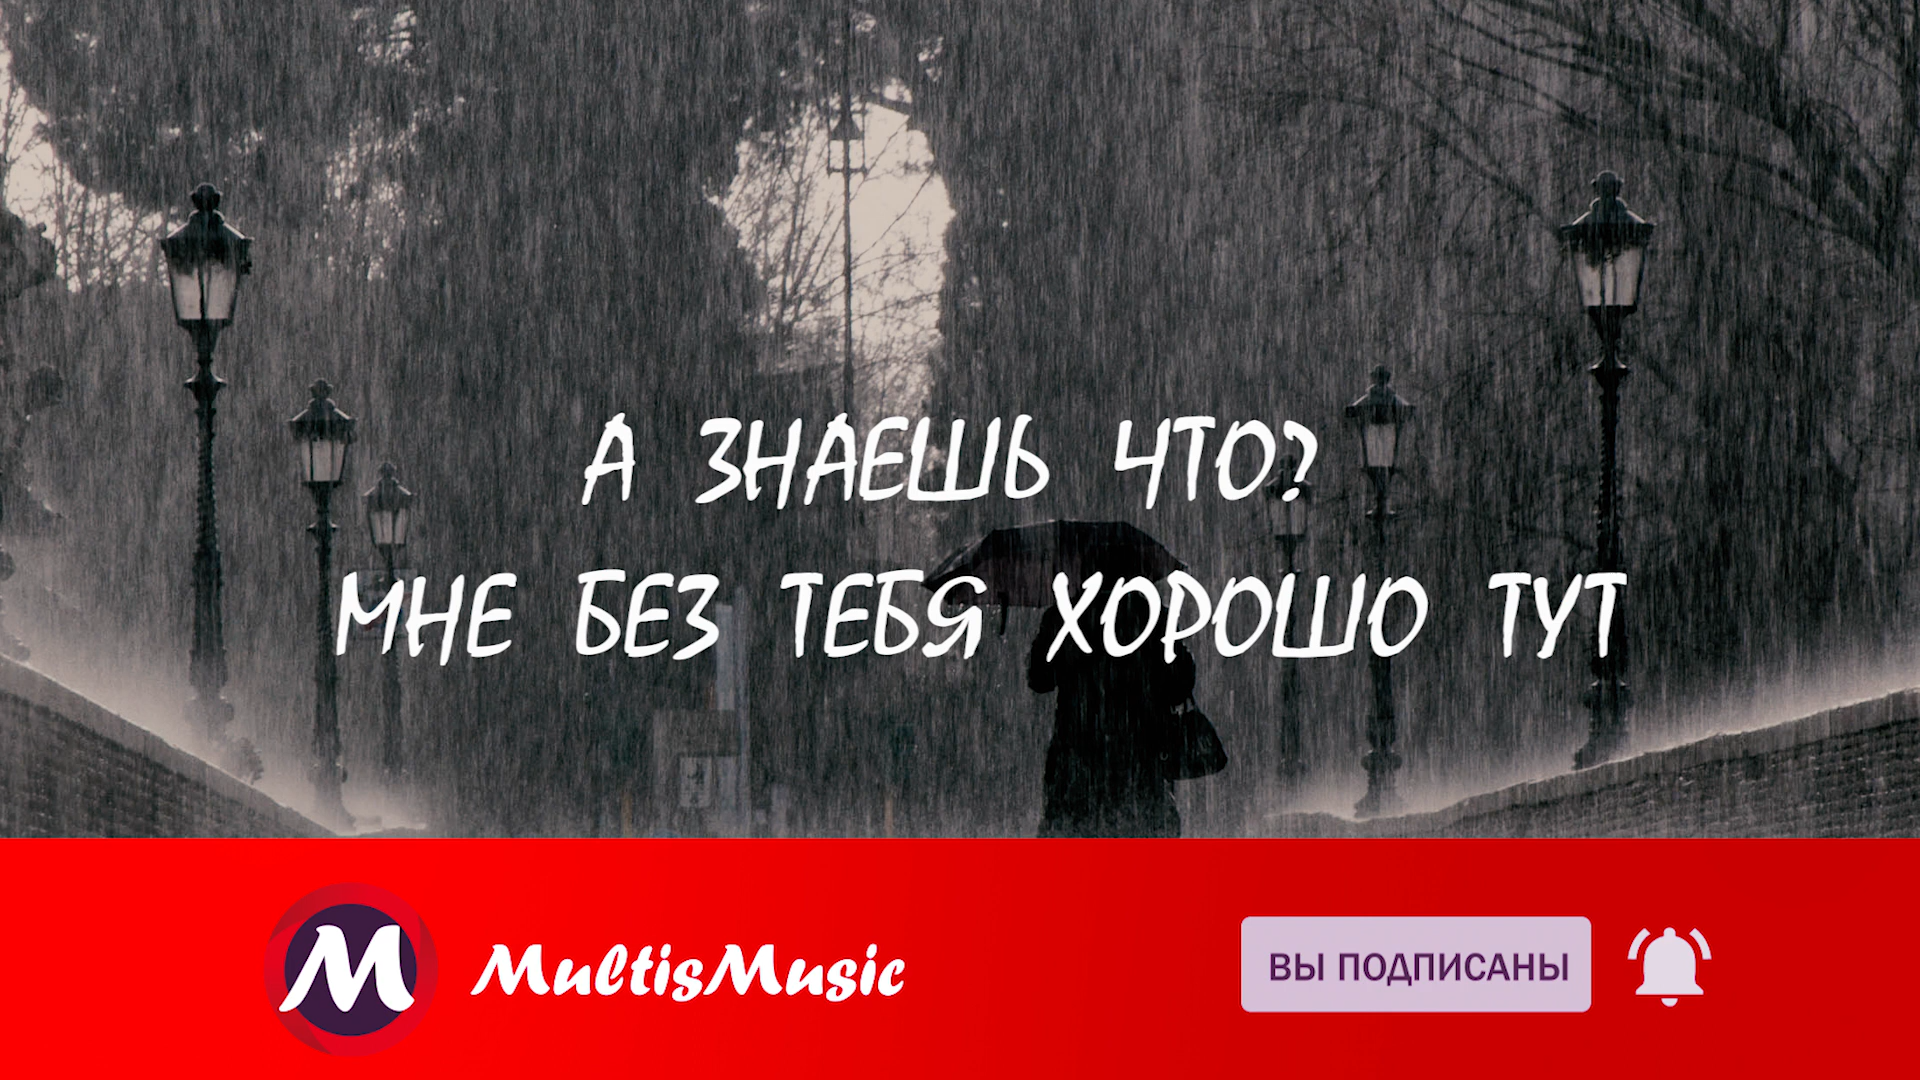 А ЗНАЕШЬ ЧТО?
МНЕ БЕЗ ТЕБЯ ХОРОШО ТУТ
M MultisMusic
ВЫ ПОДПИСАНЫ